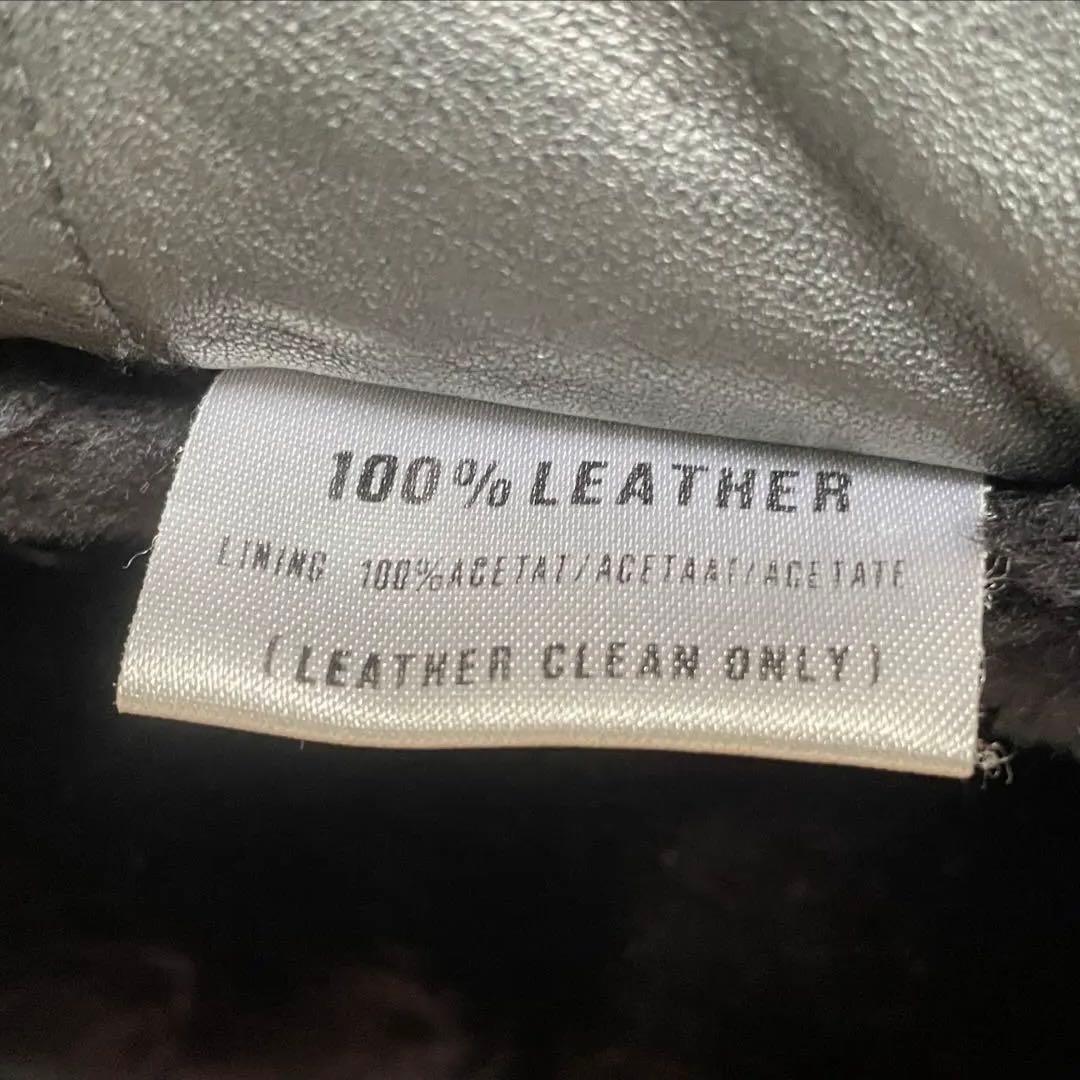 100% LEATHER
LINING 100% ACETAT/ACETAAT/ACETATE
(LEATHER CLEAN ONLY)